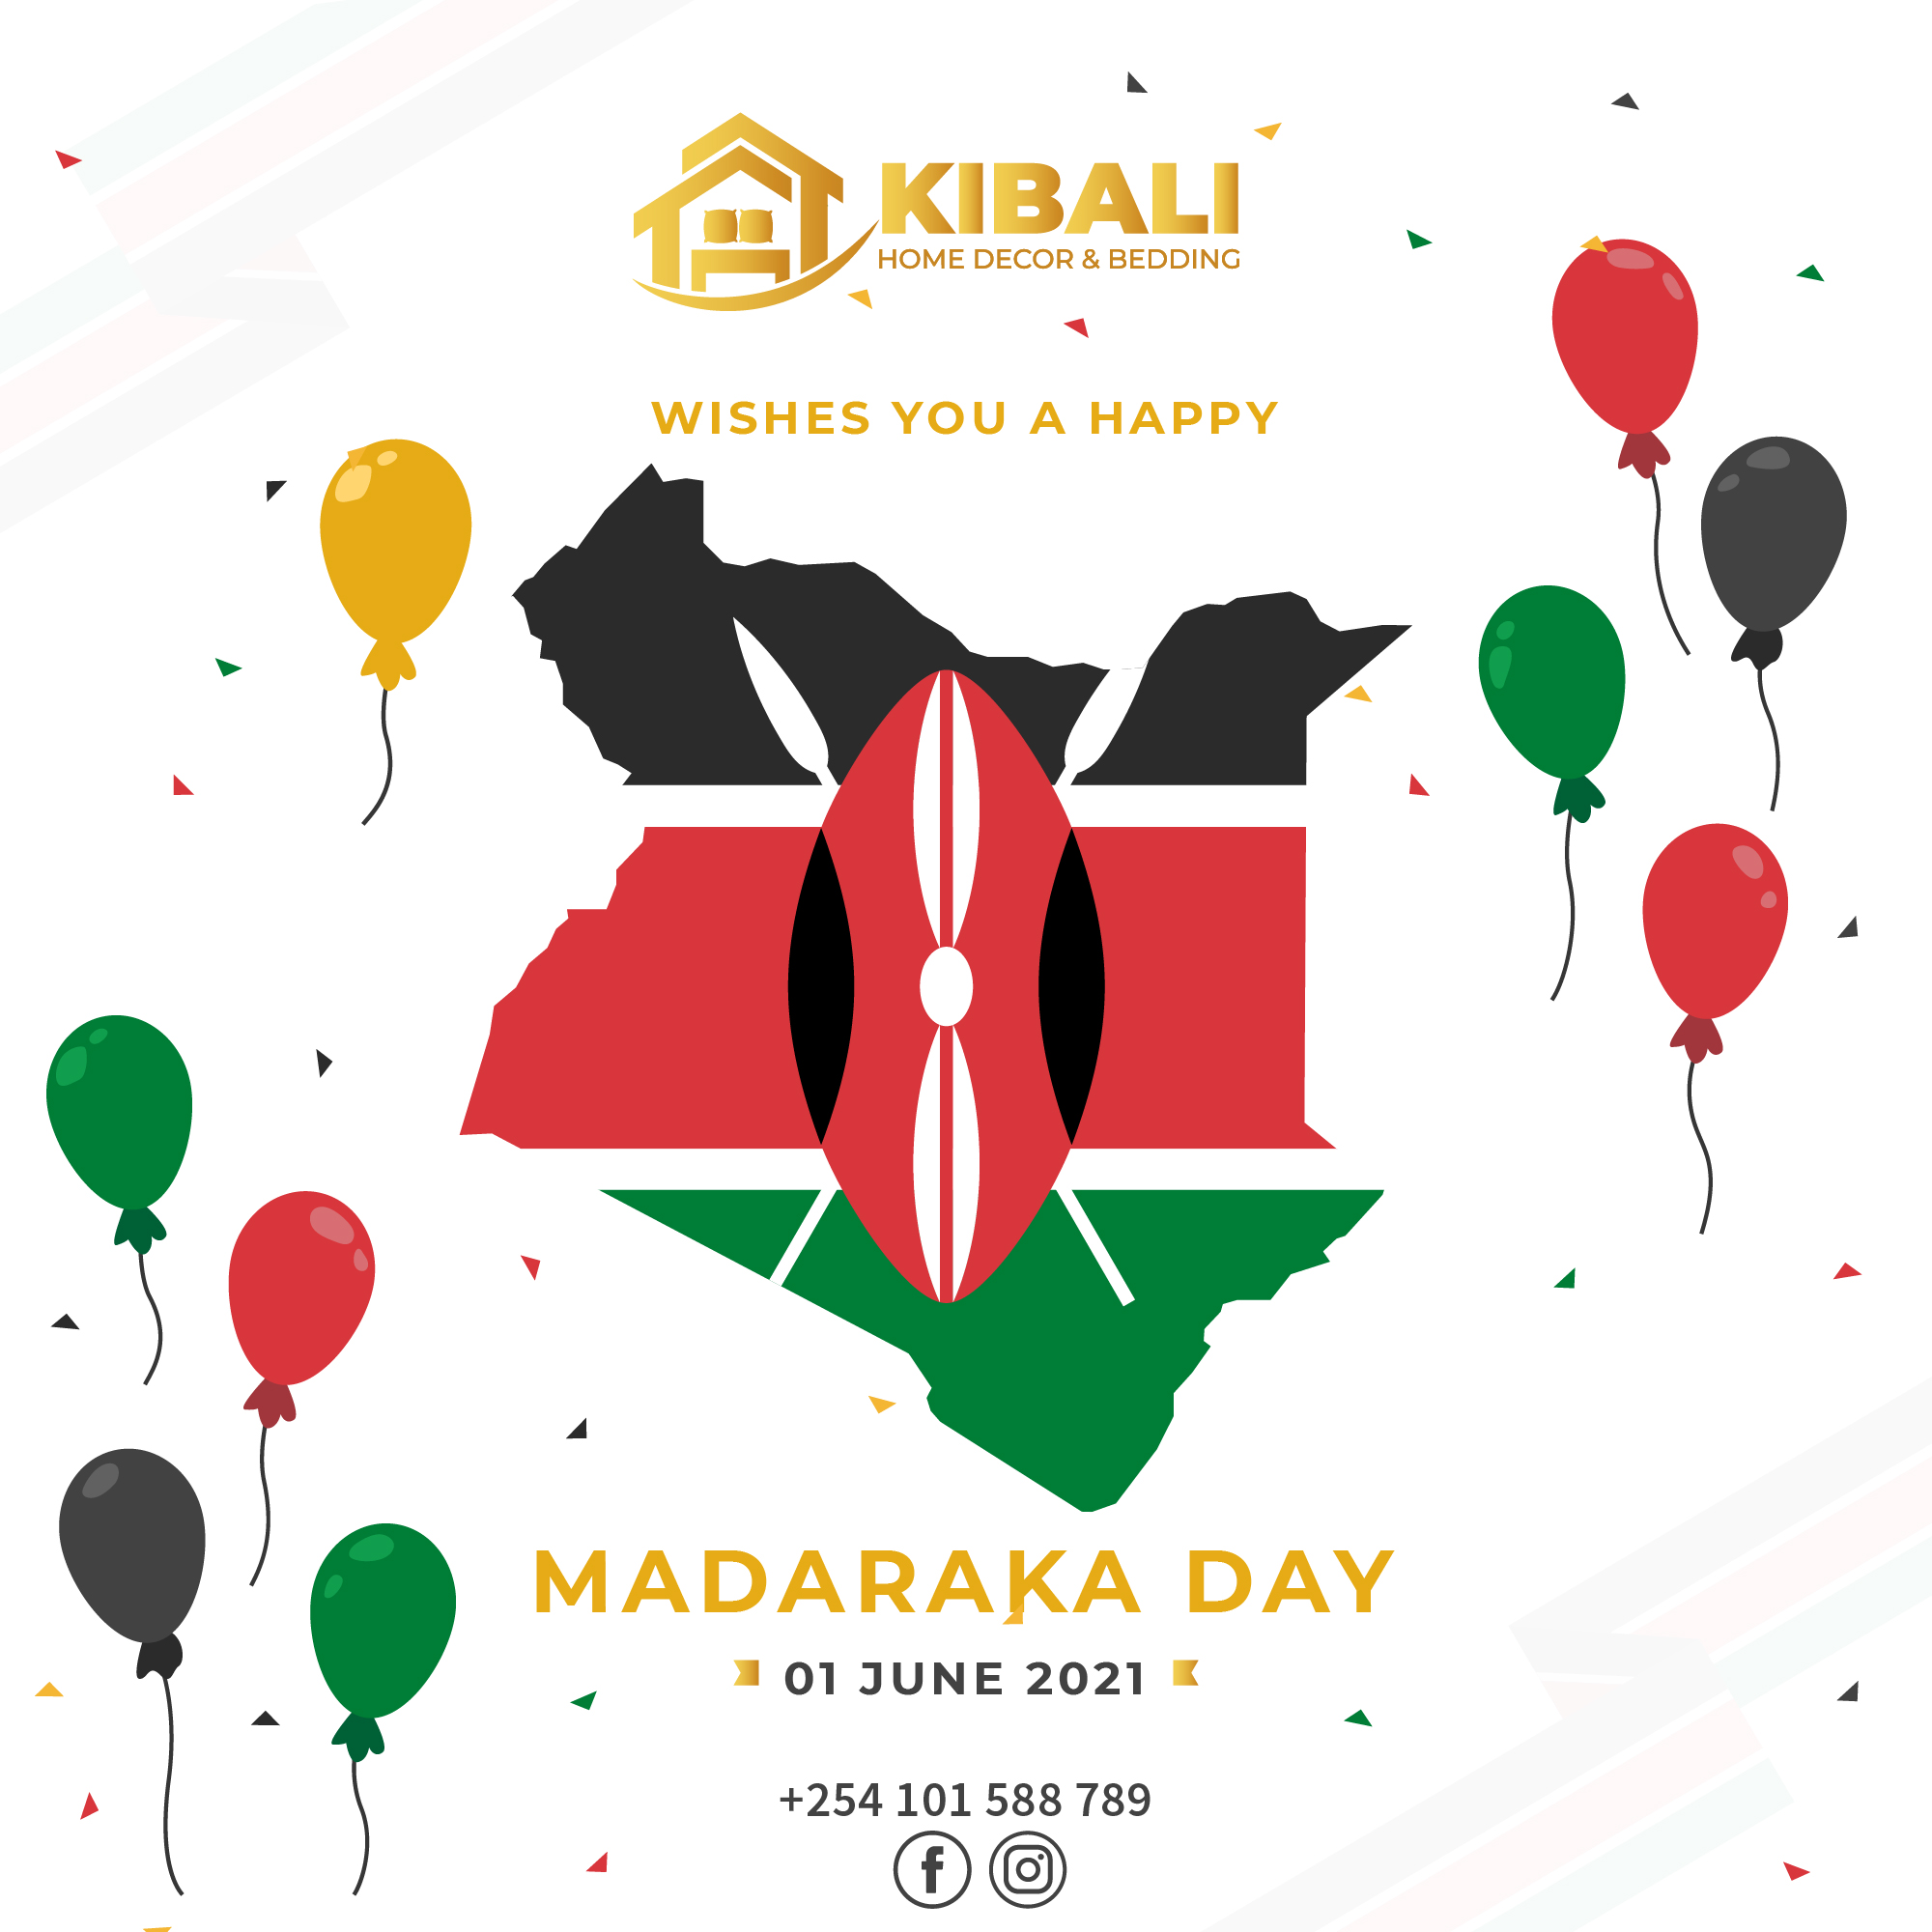 KIBALI
HOME DECOR & BEDDING
WISHES YOU A HAPPY
MADARAKA DAY
01 JUNE 2021
+254 101 588 789